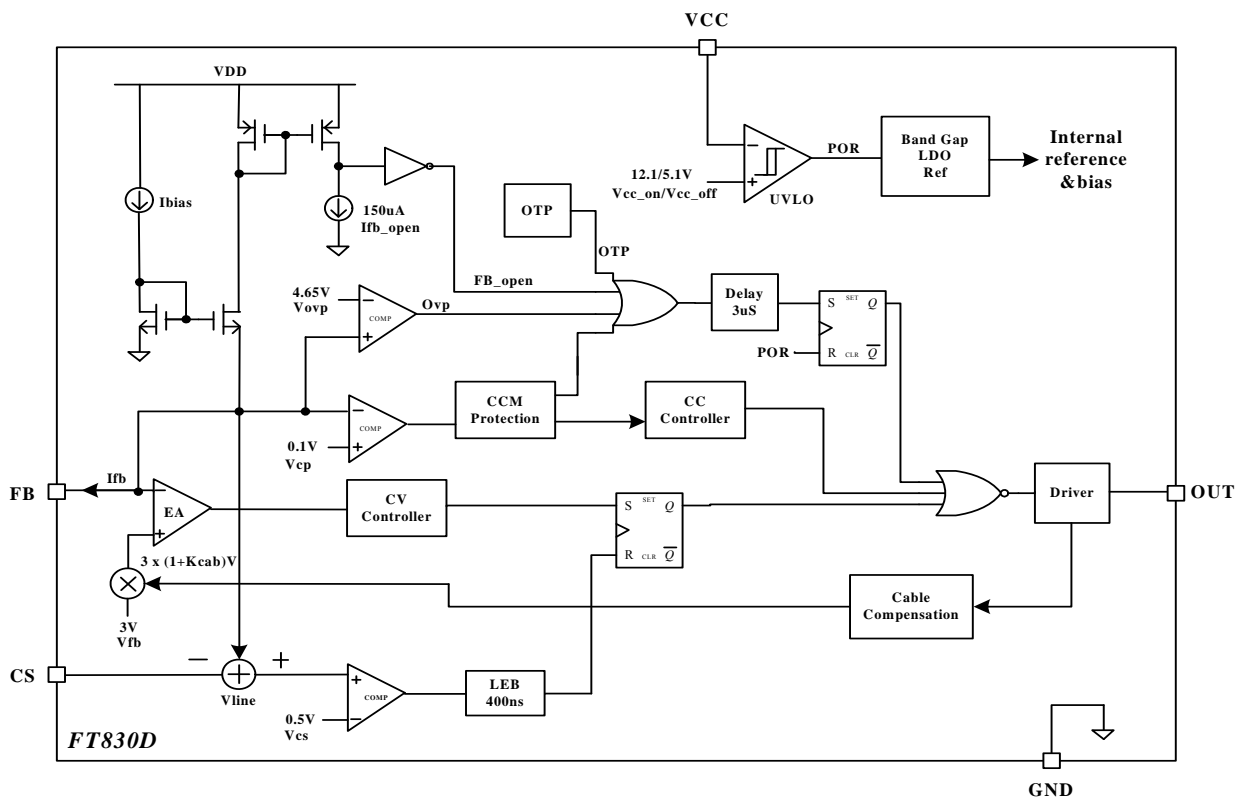 VCC
VDD
Ibias
150uA
Ifb_open
12.1/5.1V
Vcc_on/Vcc_off
UVLO
POR
Band Gap
LDO
Ref
Internal
reference
&bias
OTP
OTP
FB_open
4.65V
Vovp
COMP
Ovp
Delay
3uS
S SET Q
R CLR Q
POR
0.1V
Vcp
COMP
CCM
Protection
CC
Controller
FB
Ifb
EA
CV
Controller
S SET Q
R CLR Q
Driver
OUT
3 x (1+Kcab)V
3V
Vfb
Cable
Compensation
CS
Vline
0.5V
Vcs
COMP
LEB
400ns
FT830D
GND